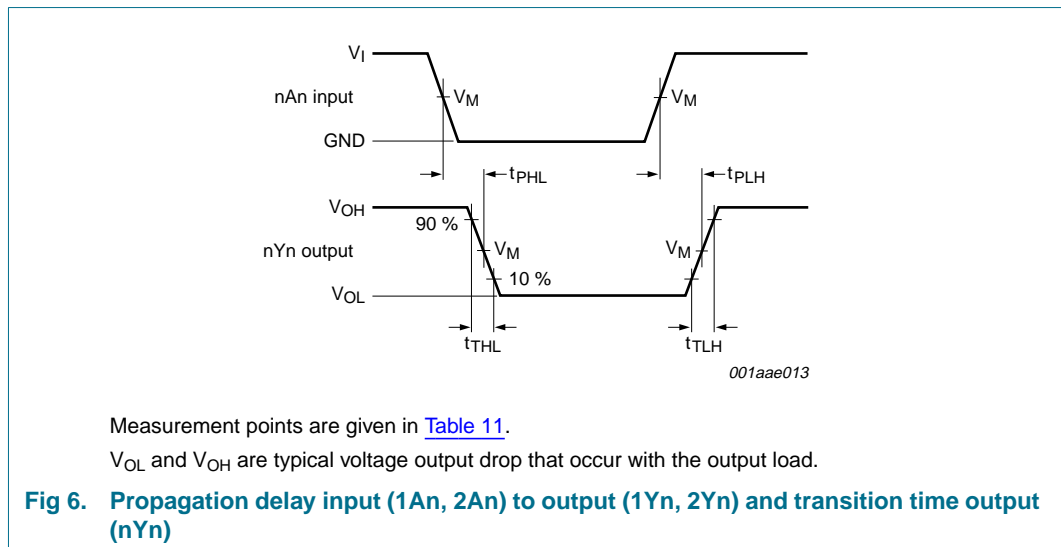 VI
nAn input
VM
VM
GND
tPHL
tPLH
VOH
90 %
nYn output
VM
VM
10 %
VOL
tTHL
tTLH
001aae013
Measurement points are given in Table 11.
VOL and VOH are typical voltage output drop that occur with the output load.
Fig 6. Propagation delay input (1An, 2An) to output (1Yn, 2Yn) and transition time output
(nYn)